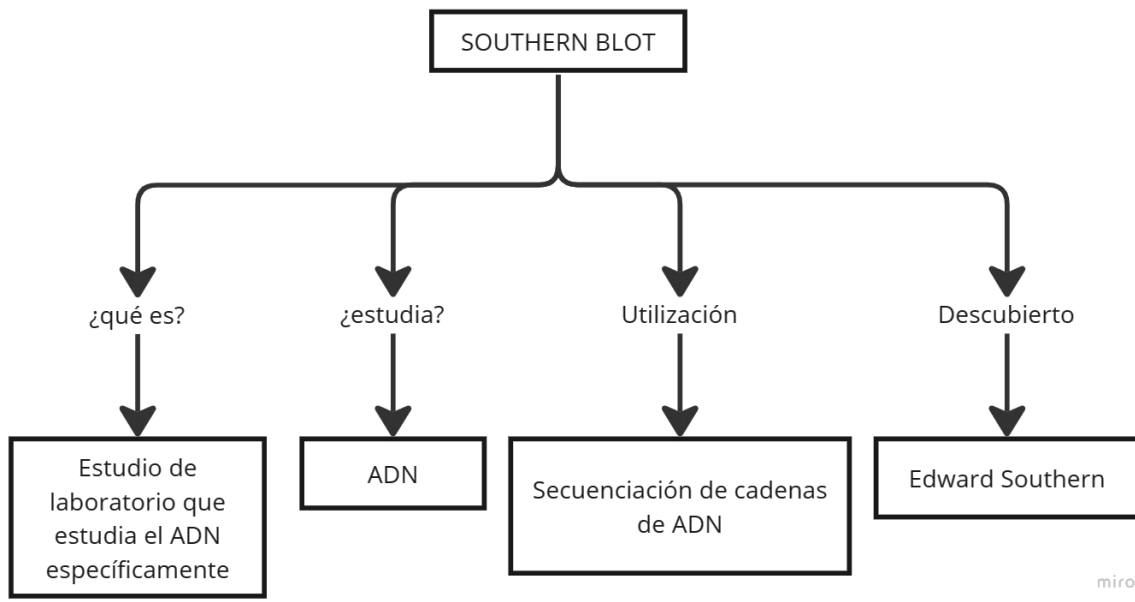 SOUTHERN BLOT
¿qué es?
¿estudia?
Utilización
Descubierto
Estudio de
laboratorio que
estudia el ADN
específicamente
ADN
Secuenciación de cadenas
de ADN
Edward Southern
miro